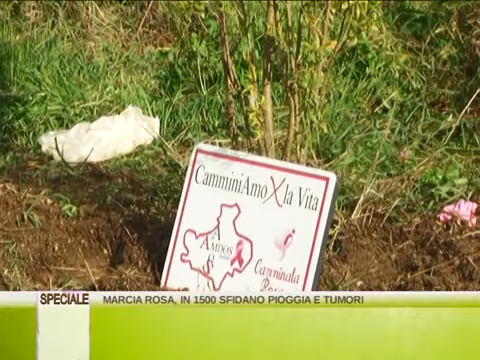 CamminiAmo X la Vita
AMDOS
Camminata
Rosa
SPECIALE
MARCIA ROSA, IN 1500 SFIDANO PIOGGIA E TUMORI